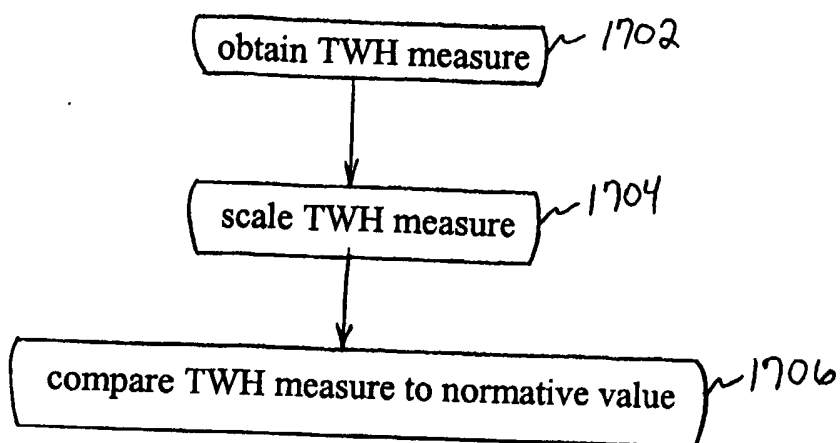 obtain TWH measure 1702
scale TWH measure 1704
compare TWH measure to normative value 1706